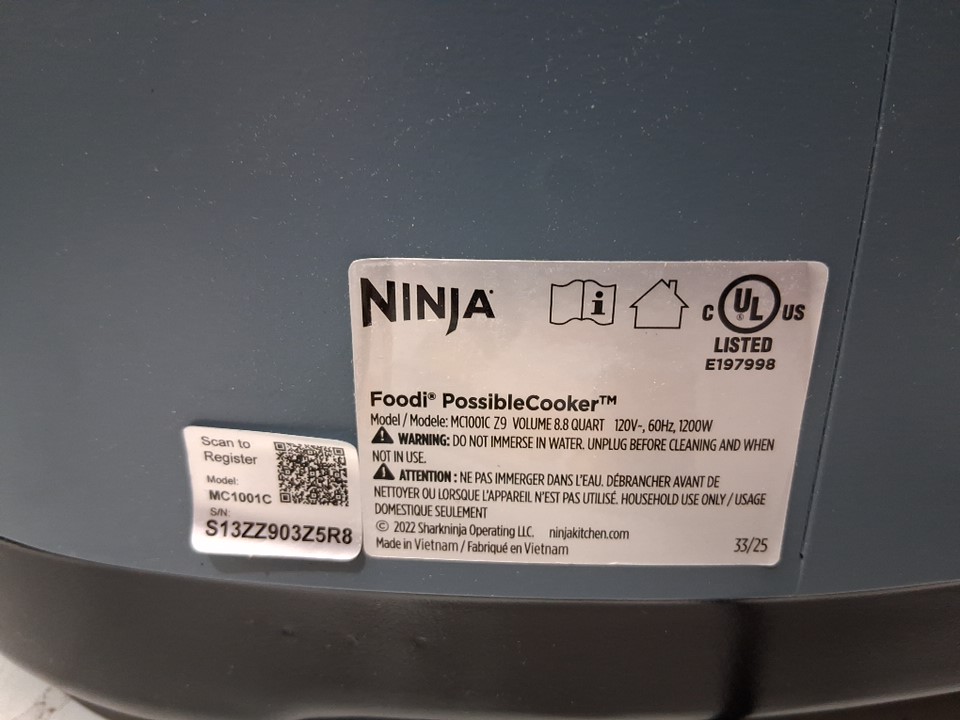 NINJA
C UL US
LISTED
E197998
Foodi® PossibleCooker™
Model / Modele: MC1001C Z9 VOLUME 8.8 QUART 120V~, 60Hz, 1200W
WARNING: DO NOT IMMERSE IN WATER. UNPLUG BEFORE CLEANING AND WHEN
NOT IN USE.
ATTENTION : NE PAS IMMERGER DANS L'EAU. DÉBRANCHER AVANT DE
NETTOYER OU LORSQUE L'APPAREIL N'EST PAS UTILISÉ. HOUSEHOLD USE ONLY / USAGE
DOMESTIQUE SEULEMENT
© 2022 Sharkninja Operating LLC. ninjakitchen.com
Made in Vietnam / Fabriqué en Vietnam
33/25
Scan to
Register
Model:
MC1001C
S/N:
S13ZZ903Z5R8